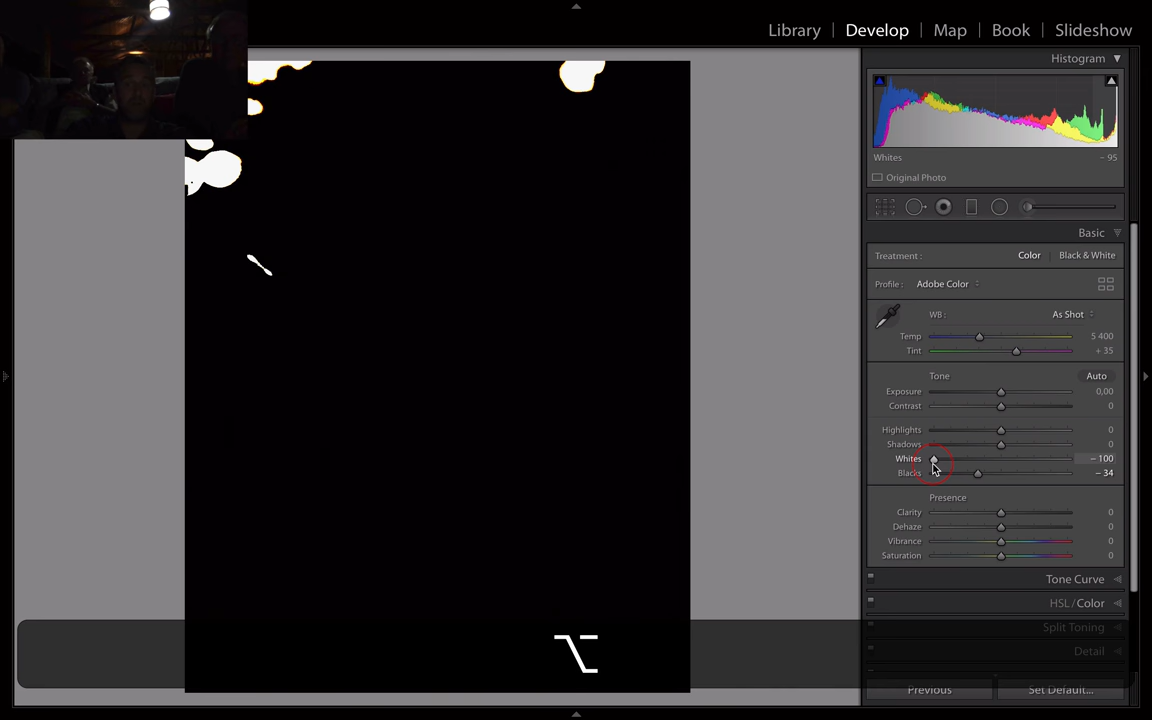 Library | Develop | Map | Book | Slideshow
Histogram
Whites – 95
Original Photo
Basic
Treatment : Color | Black & White
Profile : Adobe Color
WB : As Shot
Temp 5 400
Tint + 35
Tone Auto
Exposure 0,00
Contrast 0
Highlights 0
Shadows 0
Whites – 100
Blacks – 34
Presence
Clarity 0
Dehaze 0
Vibrance 0
Saturation 0
Tone Curve
HSL / Color
Split Toning
Detail
⌥
Previous Set Default...